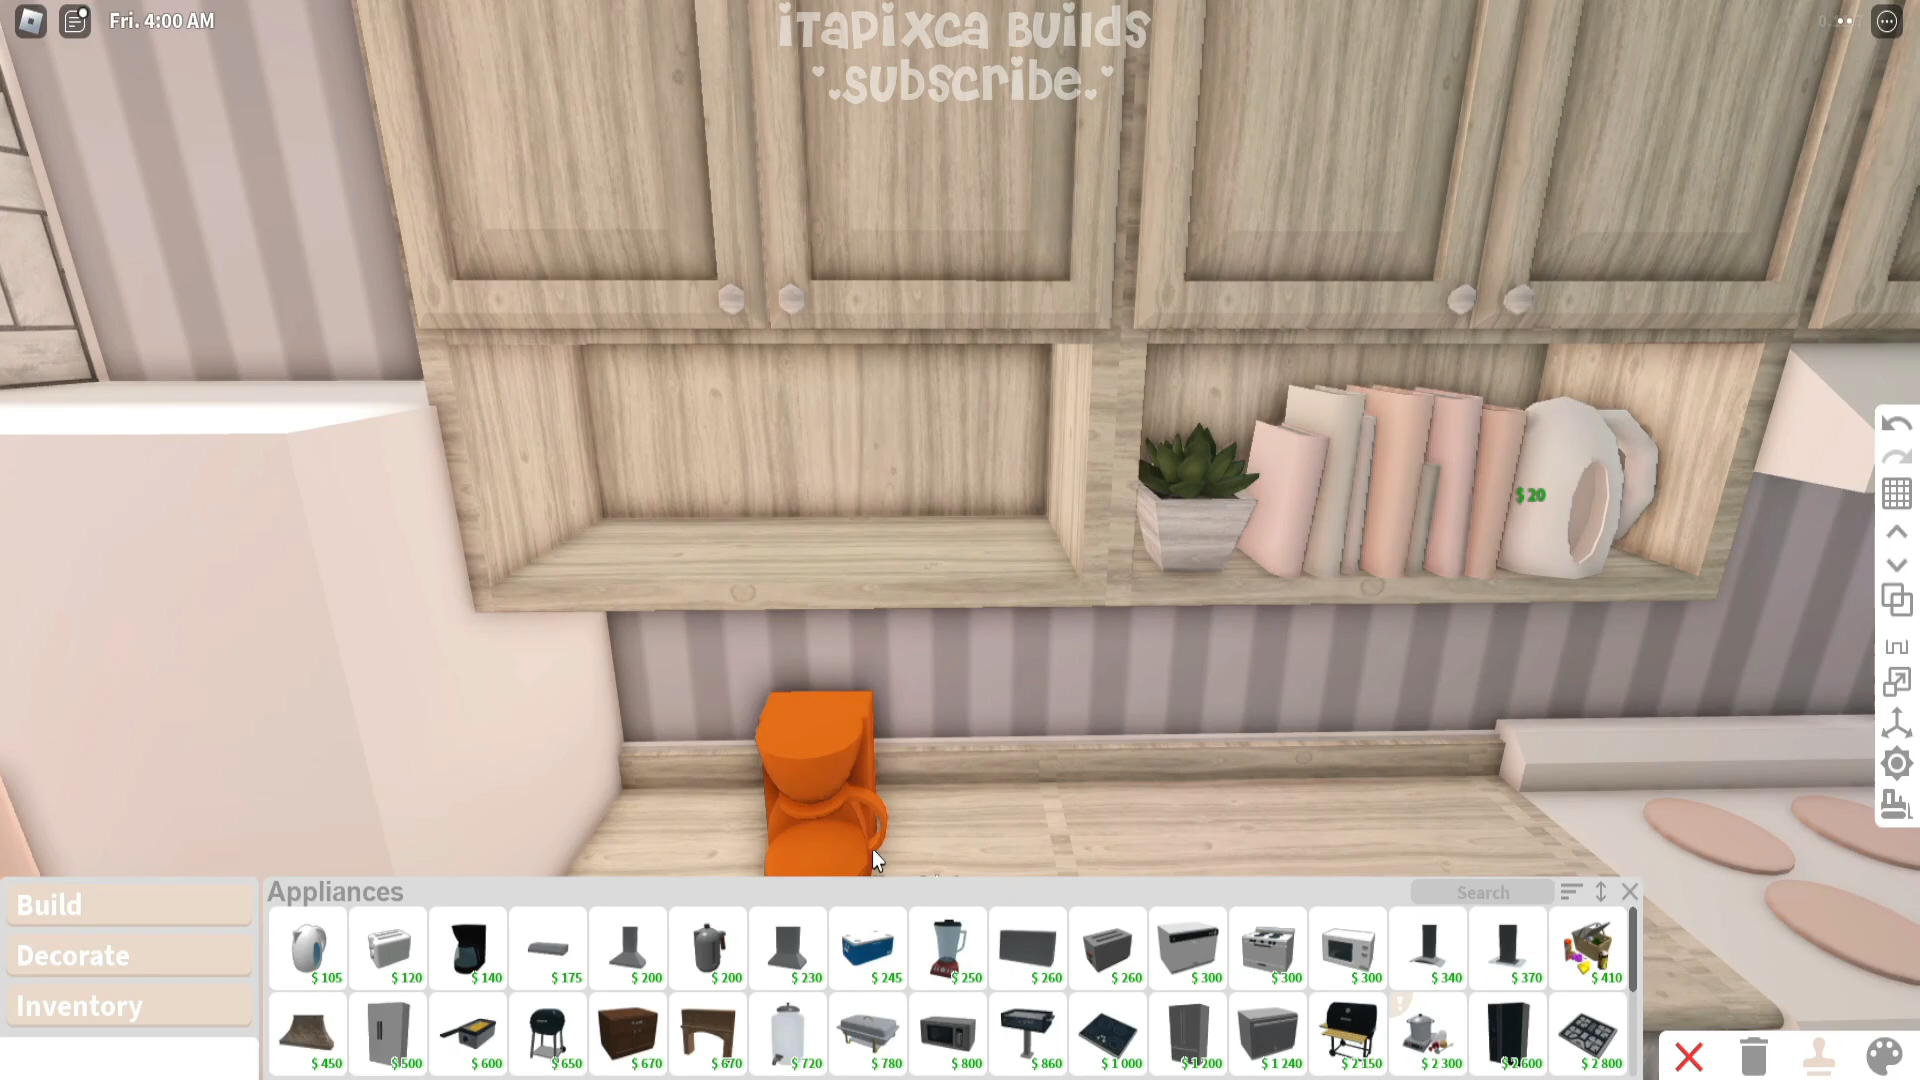 Fri. 4:00 AM
iTapixca Builds
subscribe
$ 20
Build
Decorate
Inventory
Appliances
Search
$ 105
$ 120
$ 140
$ 175
$ 200
$ 200
$ 230
$ 245
$ 250
$ 260
$ 260
$ 300
$ 300
$ 300
$ 340
$ 370
$ 410
$ 450
$ 500
$ 600
$ 650
$ 670
$ 670
$ 720
$ 780
$ 800
$ 860
$ 1 000
$ 1 200
$ 1 240
$ 2 150
$ 2 300
$ 2 600
$ 2 800